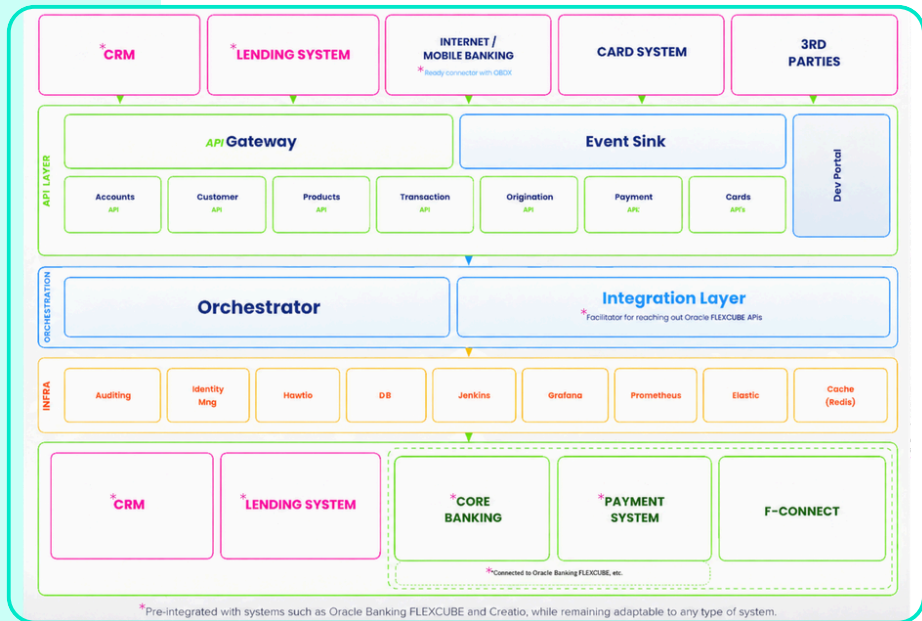 *CRM
*LENDING SYSTEM
INTERNET /
MOBILE BANKING
*Ready connector with OBDX
CARD SYSTEM
3RD
PARTIES
API LAYER
API Gateway
Event Sink
Dev Portal
Accounts
API
Customer
API
Products
API
Transaction
API
Origination
API
Payment
API
Cards
API's
ORCHESTRATION
Orchestrator
Integration Layer
*Facilitator for reaching out Oracle FLEXCUBE APIs
INFRA
Auditing
Identity
Mng
Hawtio
DB
Jenkins
Grafana
Prometheus
Elastic
Cache
(Redis)
*CRM
*LENDING SYSTEM
*CORE
BANKING
*PAYMENT
SYSTEM
F-CONNECT
*"Connected to Oracle Banking FLEXCUBE, etc.
*Pre-integrated with systems such as Oracle Banking FLEXCUBE and Creatio, while remaining adaptable to any type of system.